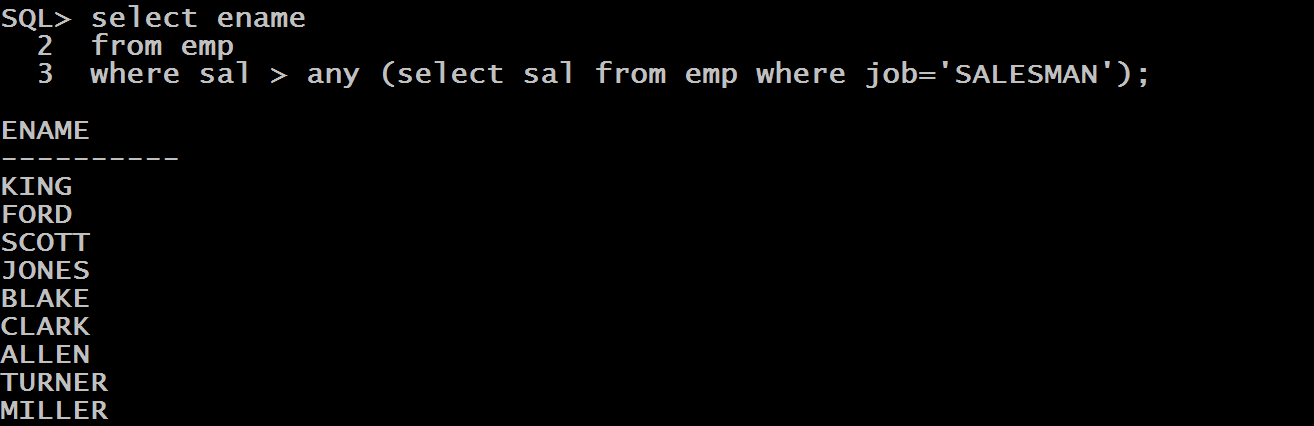 SQL> select ename
  2  from emp
  3  where sal > any (select sal from emp where job='SALESMAN');
ENAME
----------
KING
FORD
SCOTT
JONES
BLAKE
CLARK
ALLEN
TURNER
MILLER